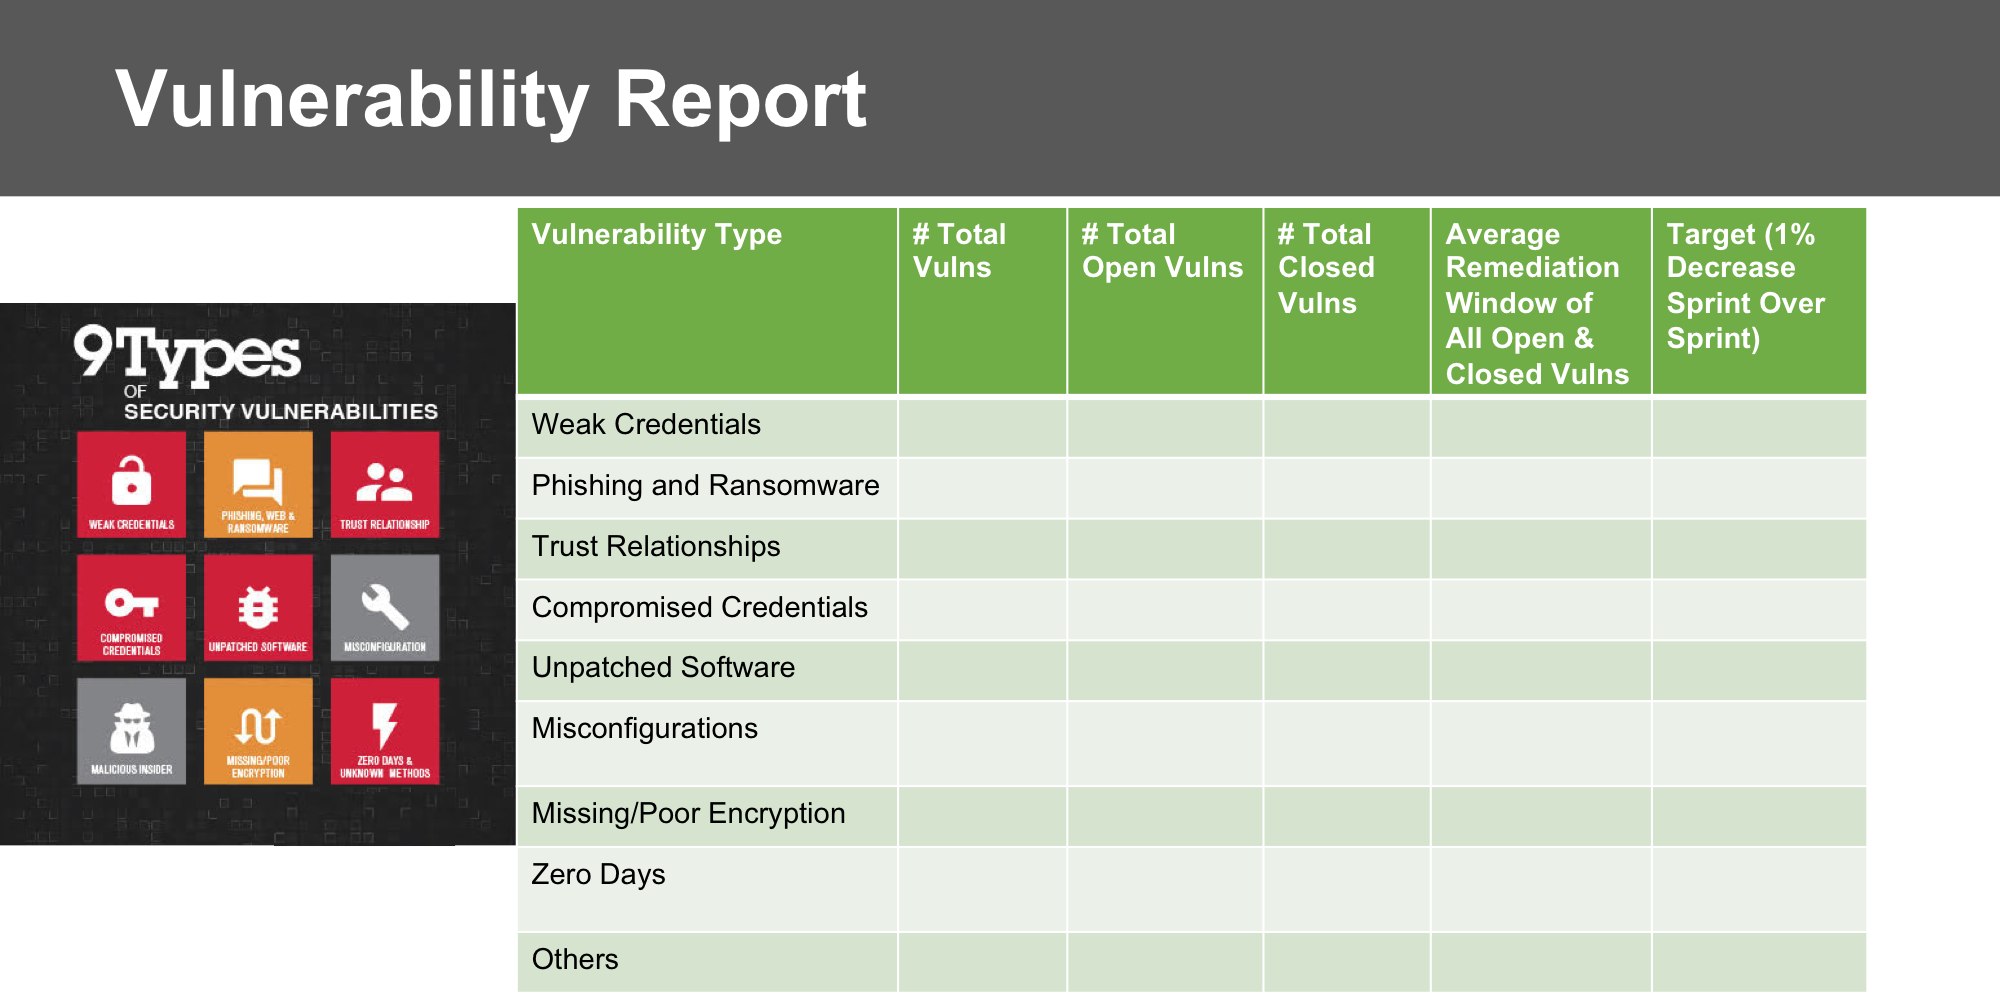 Vulnerability Report
9 Types
OF
SECURITY VULNERABILITIES
WEAK CREDENTIALS
PHISHING, WEB &
RANSOMWARE
TRUST RELATIONSHIP
COMPROMISED
CREDENTIALS
UNPATCHED SOFTWARE
MISCONFIGURATION
MALICIOUS INSIDER
MISSING/POOR
ENCRYPTION
ZERO DAYS &
UNKNOWN METHODS
Vulnerability Type
# Total
Vulns
# Total
Open Vulns
# Total
Closed
Vulns
Average
Remediation
Window of
All Open &
Closed Vulns
Target (1%
Decrease
Sprint Over
Sprint)
Weak Credentials
Phishing and Ransomware
Trust Relationships
Compromised Credentials
Unpatched Software
Misconfigurations
Missing/Poor Encryption
Zero Days
Others